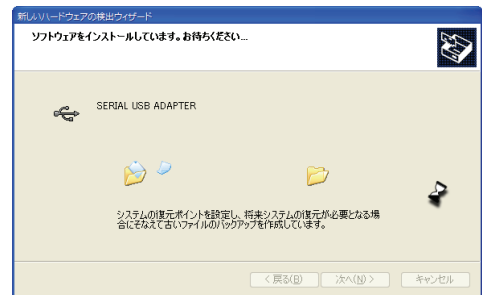 新しいハードウェアの検出ウィザード
ソフトウェアをインストールしています。お待ちください...
SERIAL USB ADAPTER
システムの復元ポイントを設定し、将来システムの復元が必要となる場
合にそなえて古いファイルのバックアップを作成しています。
< 戻る(B) 次へ(N) > キャンセル